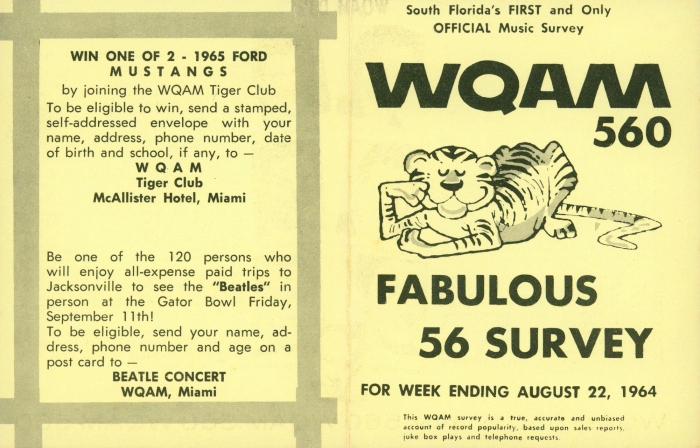 WIN ONE OF 2 - 1965 FORD
MUSTANGS
by joining the WQAM Tiger Club
To be eligible to win, send a stamped,
self-addressed envelope with your
name, address, phone number, date
of birth and school, if any, to —
WQAM
Tiger Club
McAllister Hotel, Miami
Be one of the 120 persons who
will enjoy all-expense paid trips to
Jacksonville to see the "Beatles" in
person at the Gator Bowl Friday,
September 11th!
To be eligible, send your name, ad-
dress, phone number and age on a
post card to —
BEATLE CONCERT
WQAM, Miami
South Florida's FIRST and Only
OFFICIAL Music Survey
WQAM
560
FABULOUS
56 SURVEY
FOR WEEK ENDING AUGUST 22, 1964
This WQAM survey is a true, accurate and unbiased
account of record popularity, based upon sales reports,
juke box plays and telephone requests.